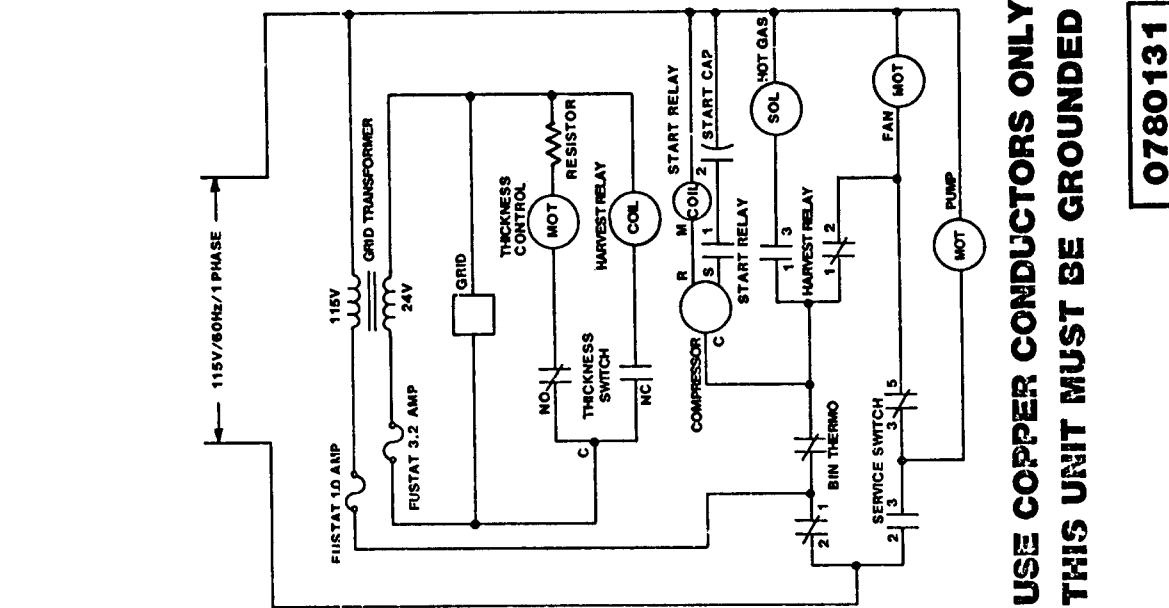 115V/60Hz/1 PHASE
FUSTAT 1.0 AMP
115V
GRID TRANSFORMER
24V
FUSTAT 3.2 AMP
GRID
THICKNESS
CONTROL
MOT
RESISTOR
NO
THICKNESS
SWITCH
HARVEST RELAY
COIL
NC
C
START RELAY
COIL
M
R
S
1
2
START CAP
START RELAY
COMPRESSOR
C
HOT GAS
SOL
1
3
HARVEST RELAY
1
2
BIN THERMO
2
1
FAN
MOT
SERVICE SWITCH
2
3
3
5
PUMP
MOT
USE COPPER CONDUCTORS ONLY
THIS UNIT MUST BE GROUNDED
0780131